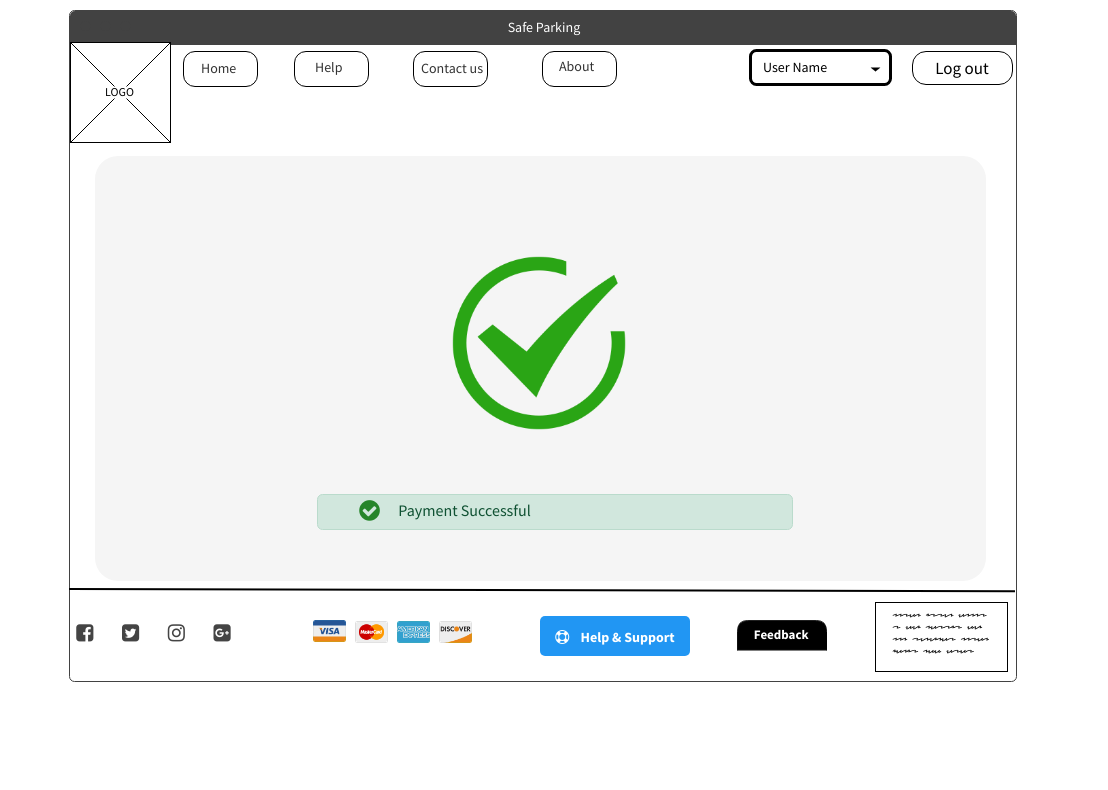 Safe Parking
LOGO
Home
Help
Contact us
About
User Name
Log out
Payment Successful
VISA
MasterCard
AMERICAN EXPRESS
DISCOVER
Help & Support
Feedback